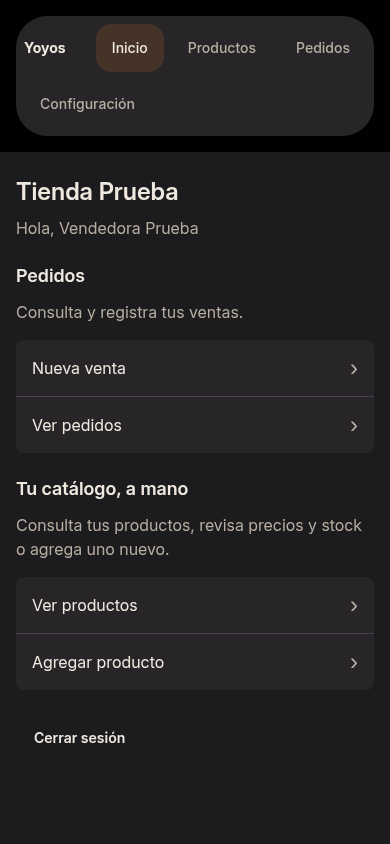 Yoyos
Inicio
Productos
Pedidos
Configuración
Tienda Prueba
Hola, Vendedora Prueba
Pedidos
Consulta y registra tus ventas.
Nueva venta
Ver pedidos
Tu catálogo, a mano
Consulta tus productos, revisa precios y stock
o agrega uno nuevo.
Ver productos
Agregar producto
Cerrar sesión